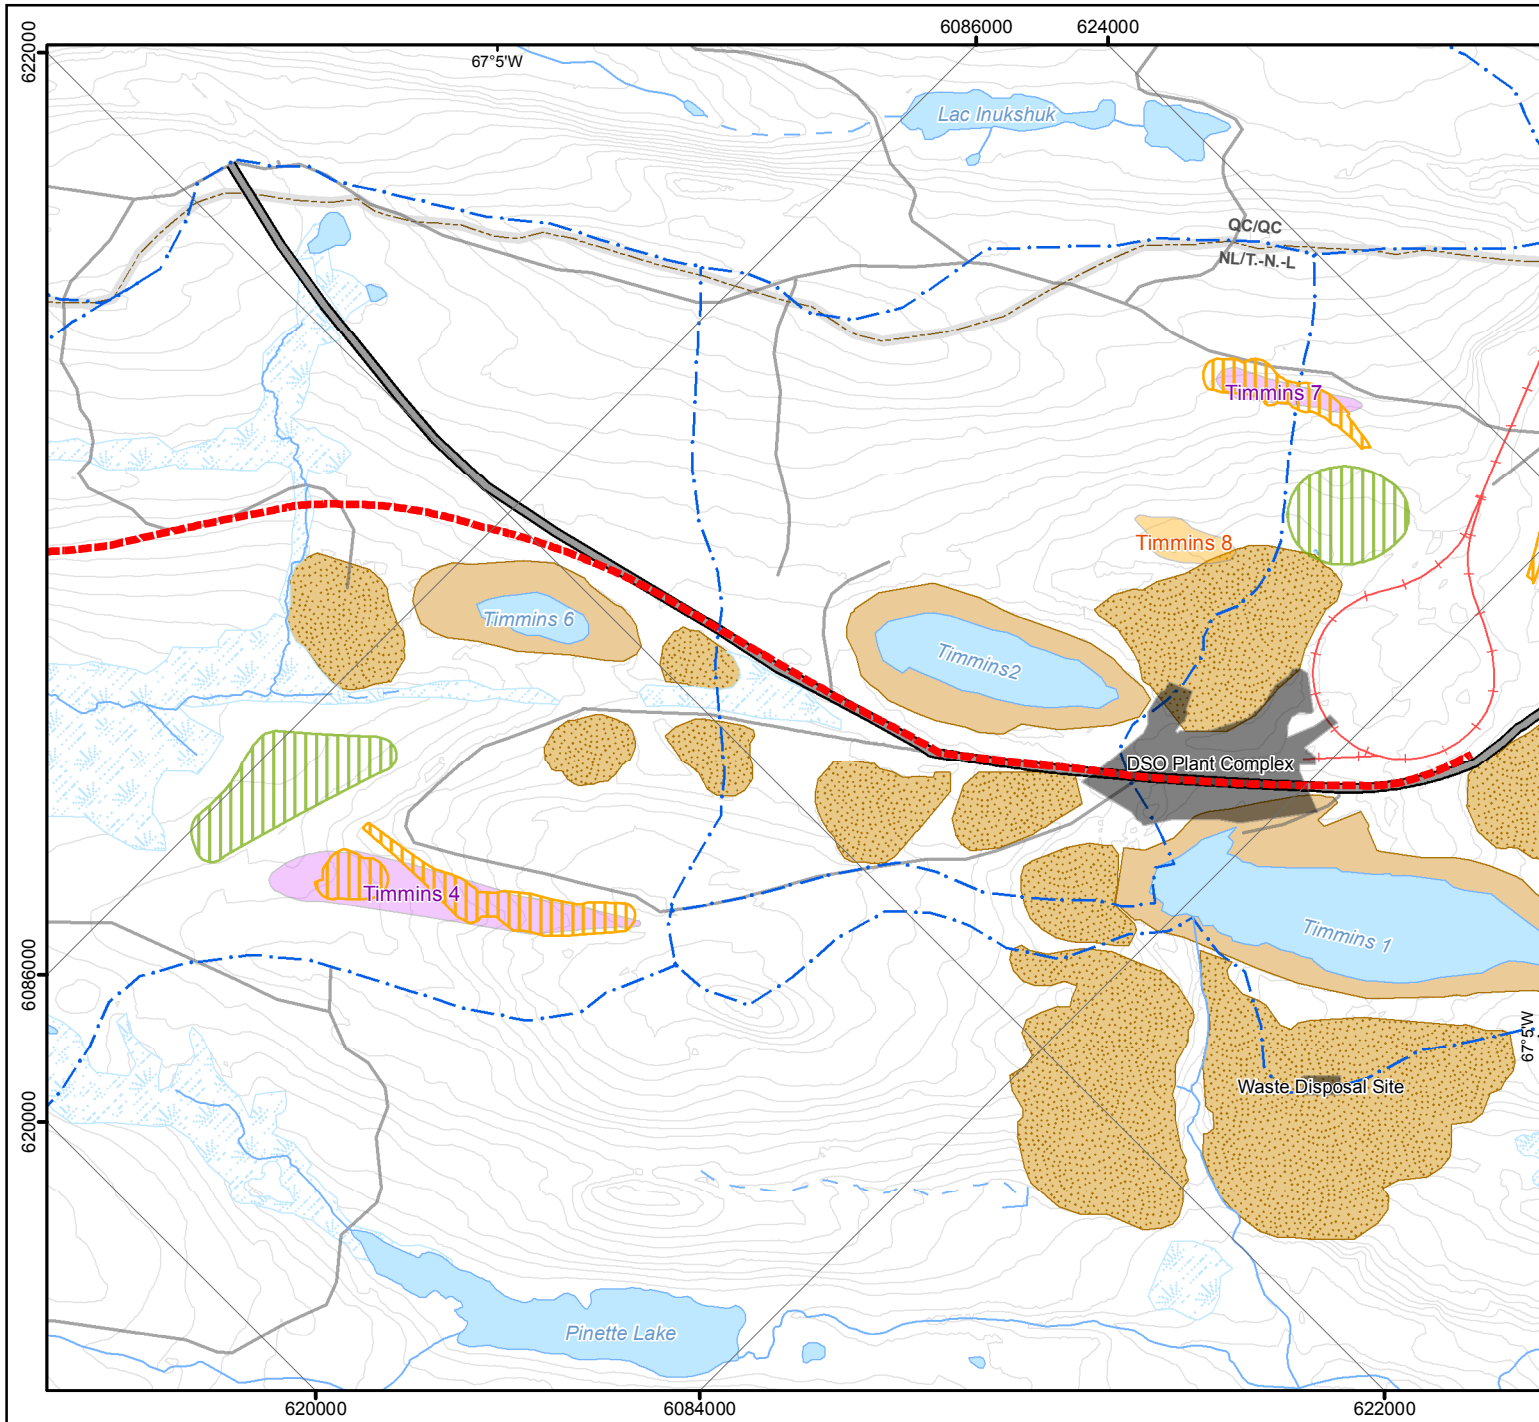 6086000
624000
622000
67°5'W
Lac Inukshuk
QC/QC
NL/T.-N.-L
Timmins 7
Timmins 8
Timmins 6
Timmins2
DSO Plant Complex
Timmins 4
Timmins 1
6086000
67°5'W
Waste Disposal Site
620000
Pinette Lake
620000
6084000
622000